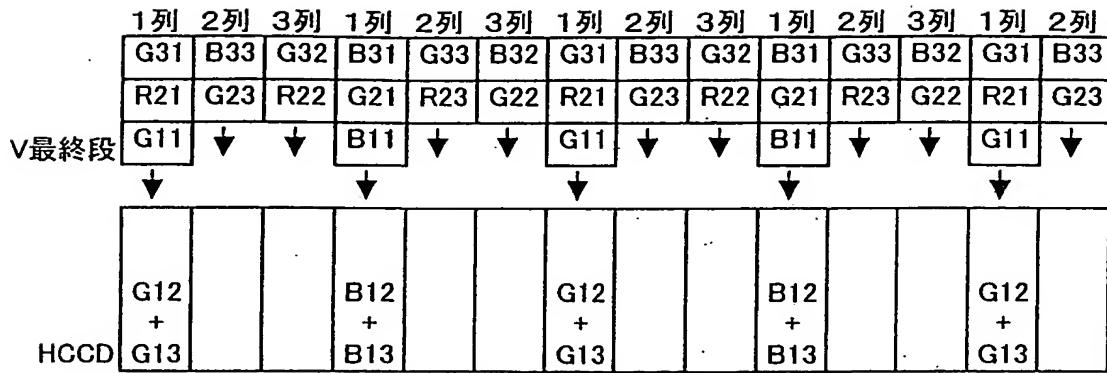 1列 2列 3列 1列 2列 3列 1列 2列 3列 1列 2列 3列 1列 2列
G31 B33 G32 B31 G33 B32 G31 B33 G32 B31 G33 B32 G31 B33
R21 G23 R22 G21 R23 G22 R21 G23 R22 G21 R23 G22 R21 G23
V最終段 G11 B11 G11 B11 G11
G12 B12 G12 B12 G12
+ + + + +
HCCD G13 B13 G13 B13 G13